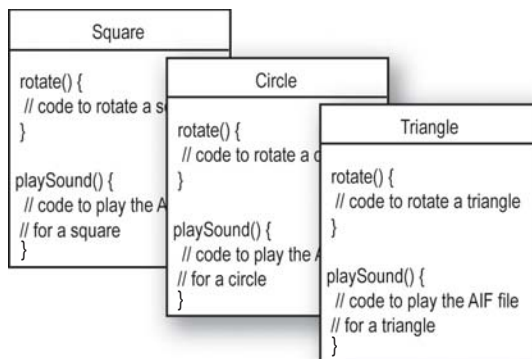 Square
rotate() {
// code to rotate a
}
playSound() {
// code to play the
// for a square
}
Circle
rotate() {
// code to rotate a
}
playSound() {
// code to play the
// for a circle
}
Triangle
rotate() {
// code to rotate a triangle
}
playSound() {
// code to play the AIF file
// for a triangle
}